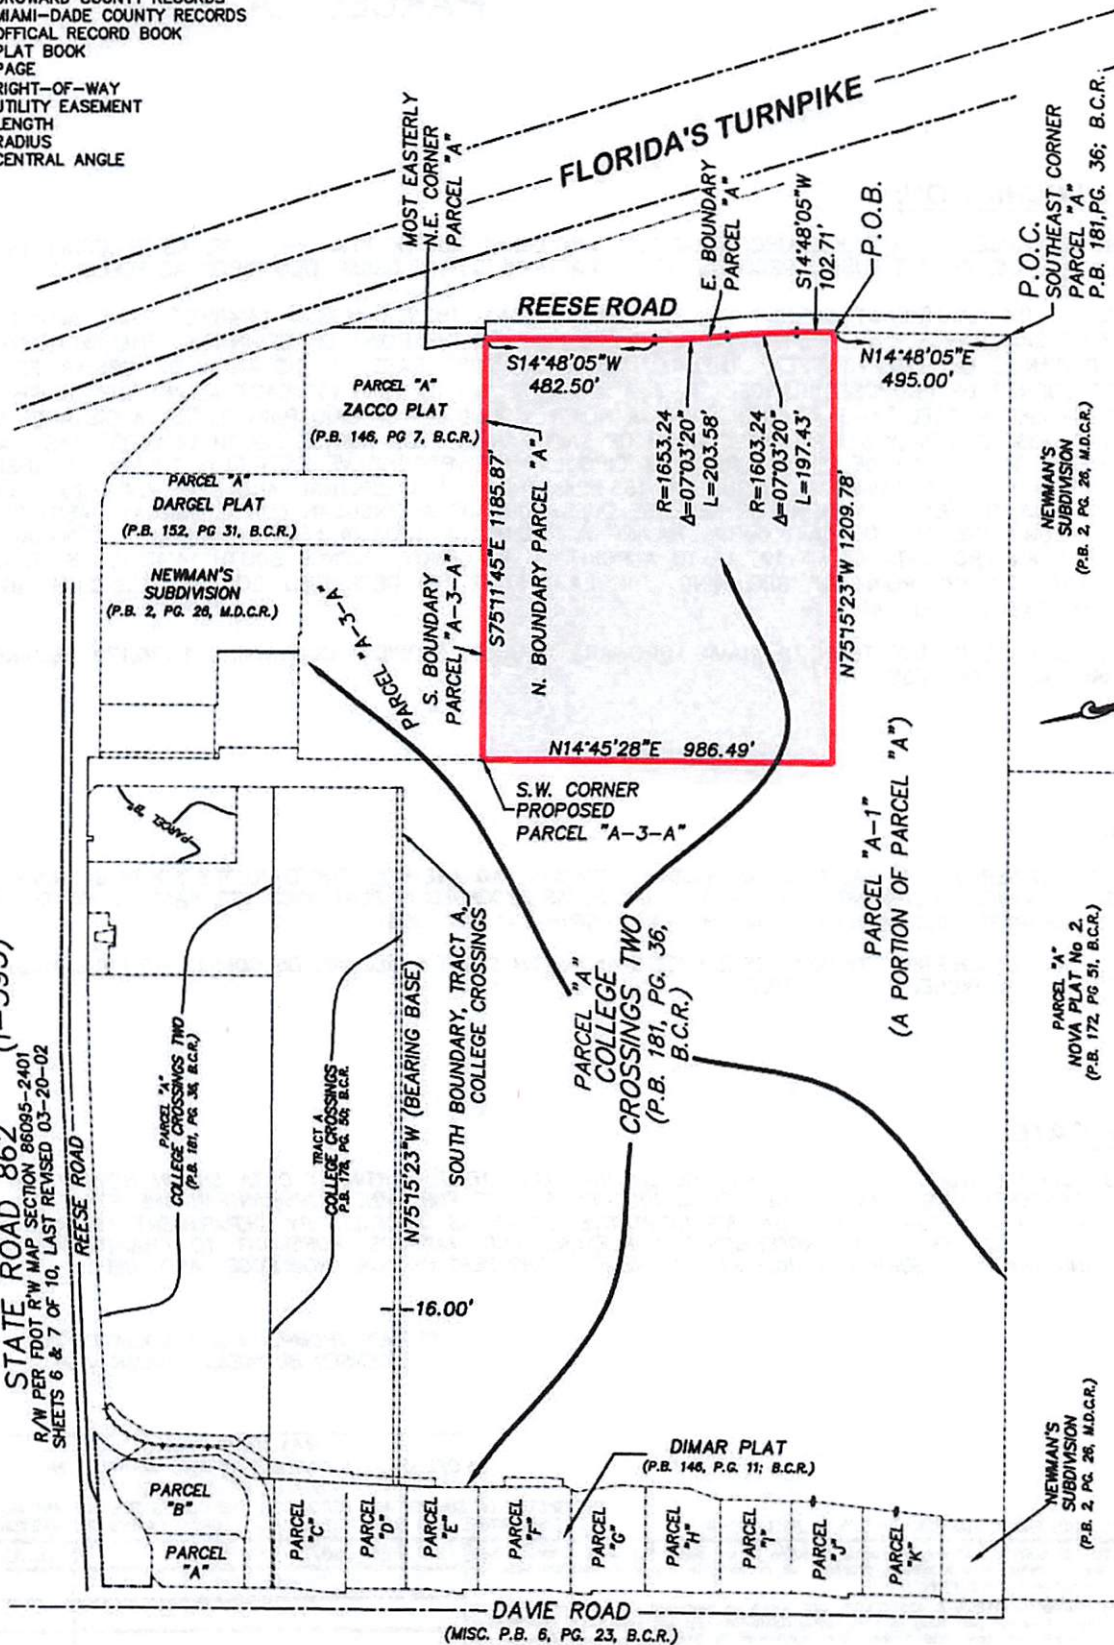 MIAMI-DADE COUNTY RECORDS
OFFICAL RECORD BOOK
PLAT BOOK
PAGE
RIGHT-OF-WAY
UTILITY EASEMENT
LENGTH
RADIUS
CENTRAL ANGLE
MOST EASTERLY
N.E. CORNER
PARCEL "A"
FLORIDA'S TURNPIKE
E. BOUNDARY
PARCEL "A"
S14°48'05"W
102.71'
P.O.B.
P.O.C.
SOUTHEAST CORNER
PARCEL "A"
P.B. 181,PG. 36; B.C.R.
REESE ROAD
S14°48'05"W
482.50'
N14°48'05"E
495.00'
PARCEL "A"
ZACCO PLAT
(P.B. 146, PG 7, B.C.R.)
R=1653.24
Δ=07°03'20"
L=203.58'
R=1603.24
Δ=07°03'20"
L=197.43'
NEWMAN'S
SUBDIVISION
(P.B. 2, PG. 26, M.D.C.R.)
PARCEL "A"
DARGEL PLAT
(P.B. 152, PG 31, B.C.R.)
NEWMAN'S
SUBDIVISION
(P.B. 2, PG. 26, M.D.C.R.)
PARCEL "A-3-A"
S. BOUNDARY
PARCEL "A-3-A"
S75°11'45"E 1185.87'
N. BOUNDARY PARCEL "A"
N75°15'23"W 1209.78'
N14°45'28"E 986.49'
S.W. CORNER
PROPOSED
PARCEL "A-3-A"
PARCEL "B"
PARCEL "A-1"
(A PORTION OF PARCEL "A")
STATE ROAD 862
R/W PER FDOT R'W MAP SECTION 86095-2401
SHEETS 6 & 7 OF 10, LAST REVISED 03-20-02
REESE ROAD
PARCEL "A"
COLLEGE CROSSINGS TWO
(P.B. 181, PG. 36, B.C.R.)
TRACT A
COLLEGE CROSSINGS
P.B. 178, PG. 50; B.C.R.
N75°15'23"W (BEARING BASE)
SOUTH BOUNDARY, TRACT A,
COLLEGE CROSSINGS
PARCEL "A"
COLLEGE
CROSSINGS TWO
(P.B. 181, PG. 36,
B.C.R.)
PARCEL "A"
NOVA PLAT No 2.
(P.B. 172, PG 51, B.C.R.)
16.00'
DIMAR PLAT
(P.B. 146, P.G. 11; B.C.R.)
NEWMAN'S
SUBDIVISION
(P.B. 2, PG. 26, M.D.C.R.)
PARCEL
"B"
PARCEL
"A"
PARCEL
"C"
PARCEL
"D"
PARCEL
"E"
PARCEL
"F"
PARCEL
"G"
PARCEL
"H"
PARCEL
"I"
PARCEL
"J"
PARCEL
"K"
DAVIE ROAD
(MISC. P.B. 6, PG. 23, B.C.R.)